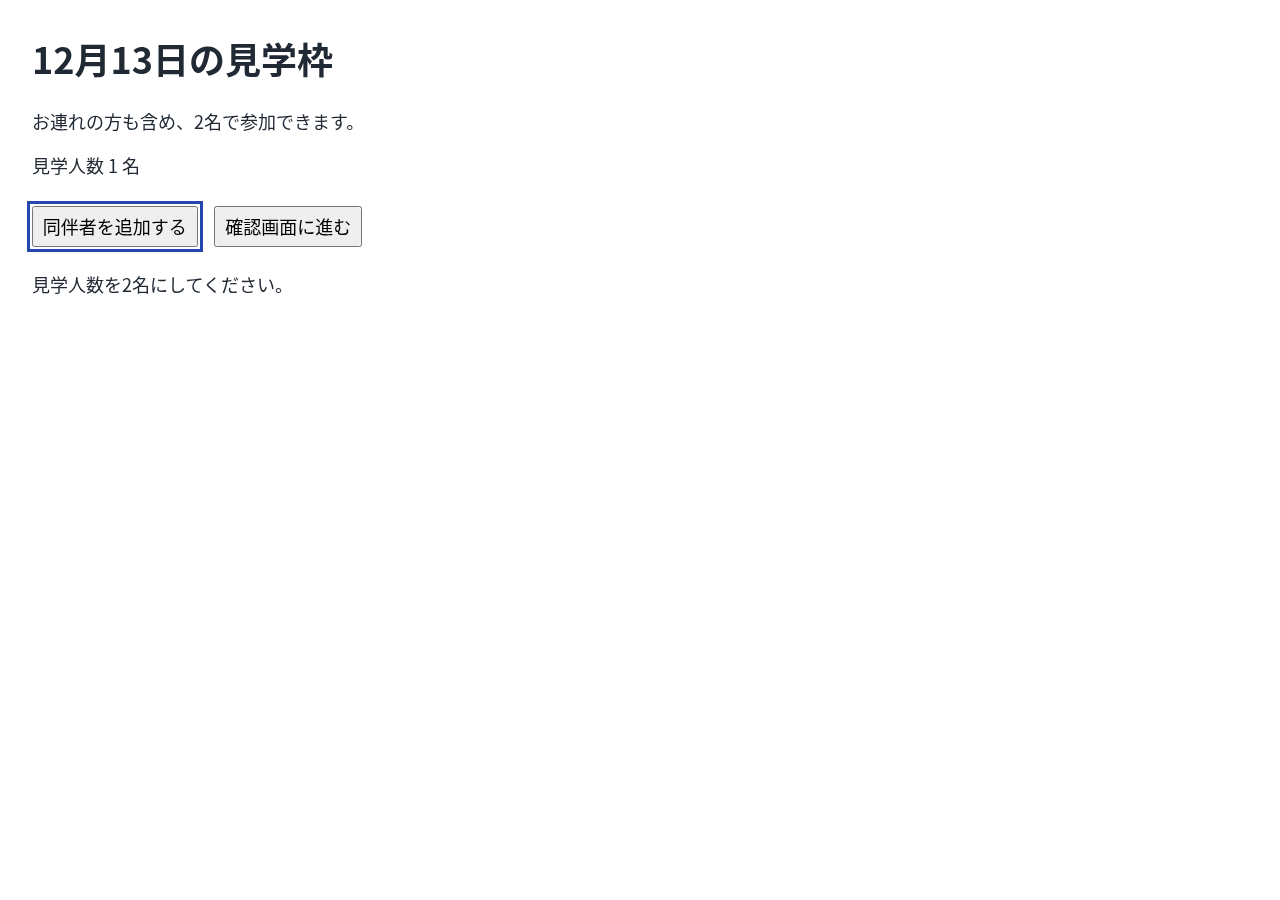 12月13日の見学枠
お連れの方も含め、2名で参加できます。
見学人数 1 名
同伴者を追加する 確認画面に進む
見学人数を2名にしてください。